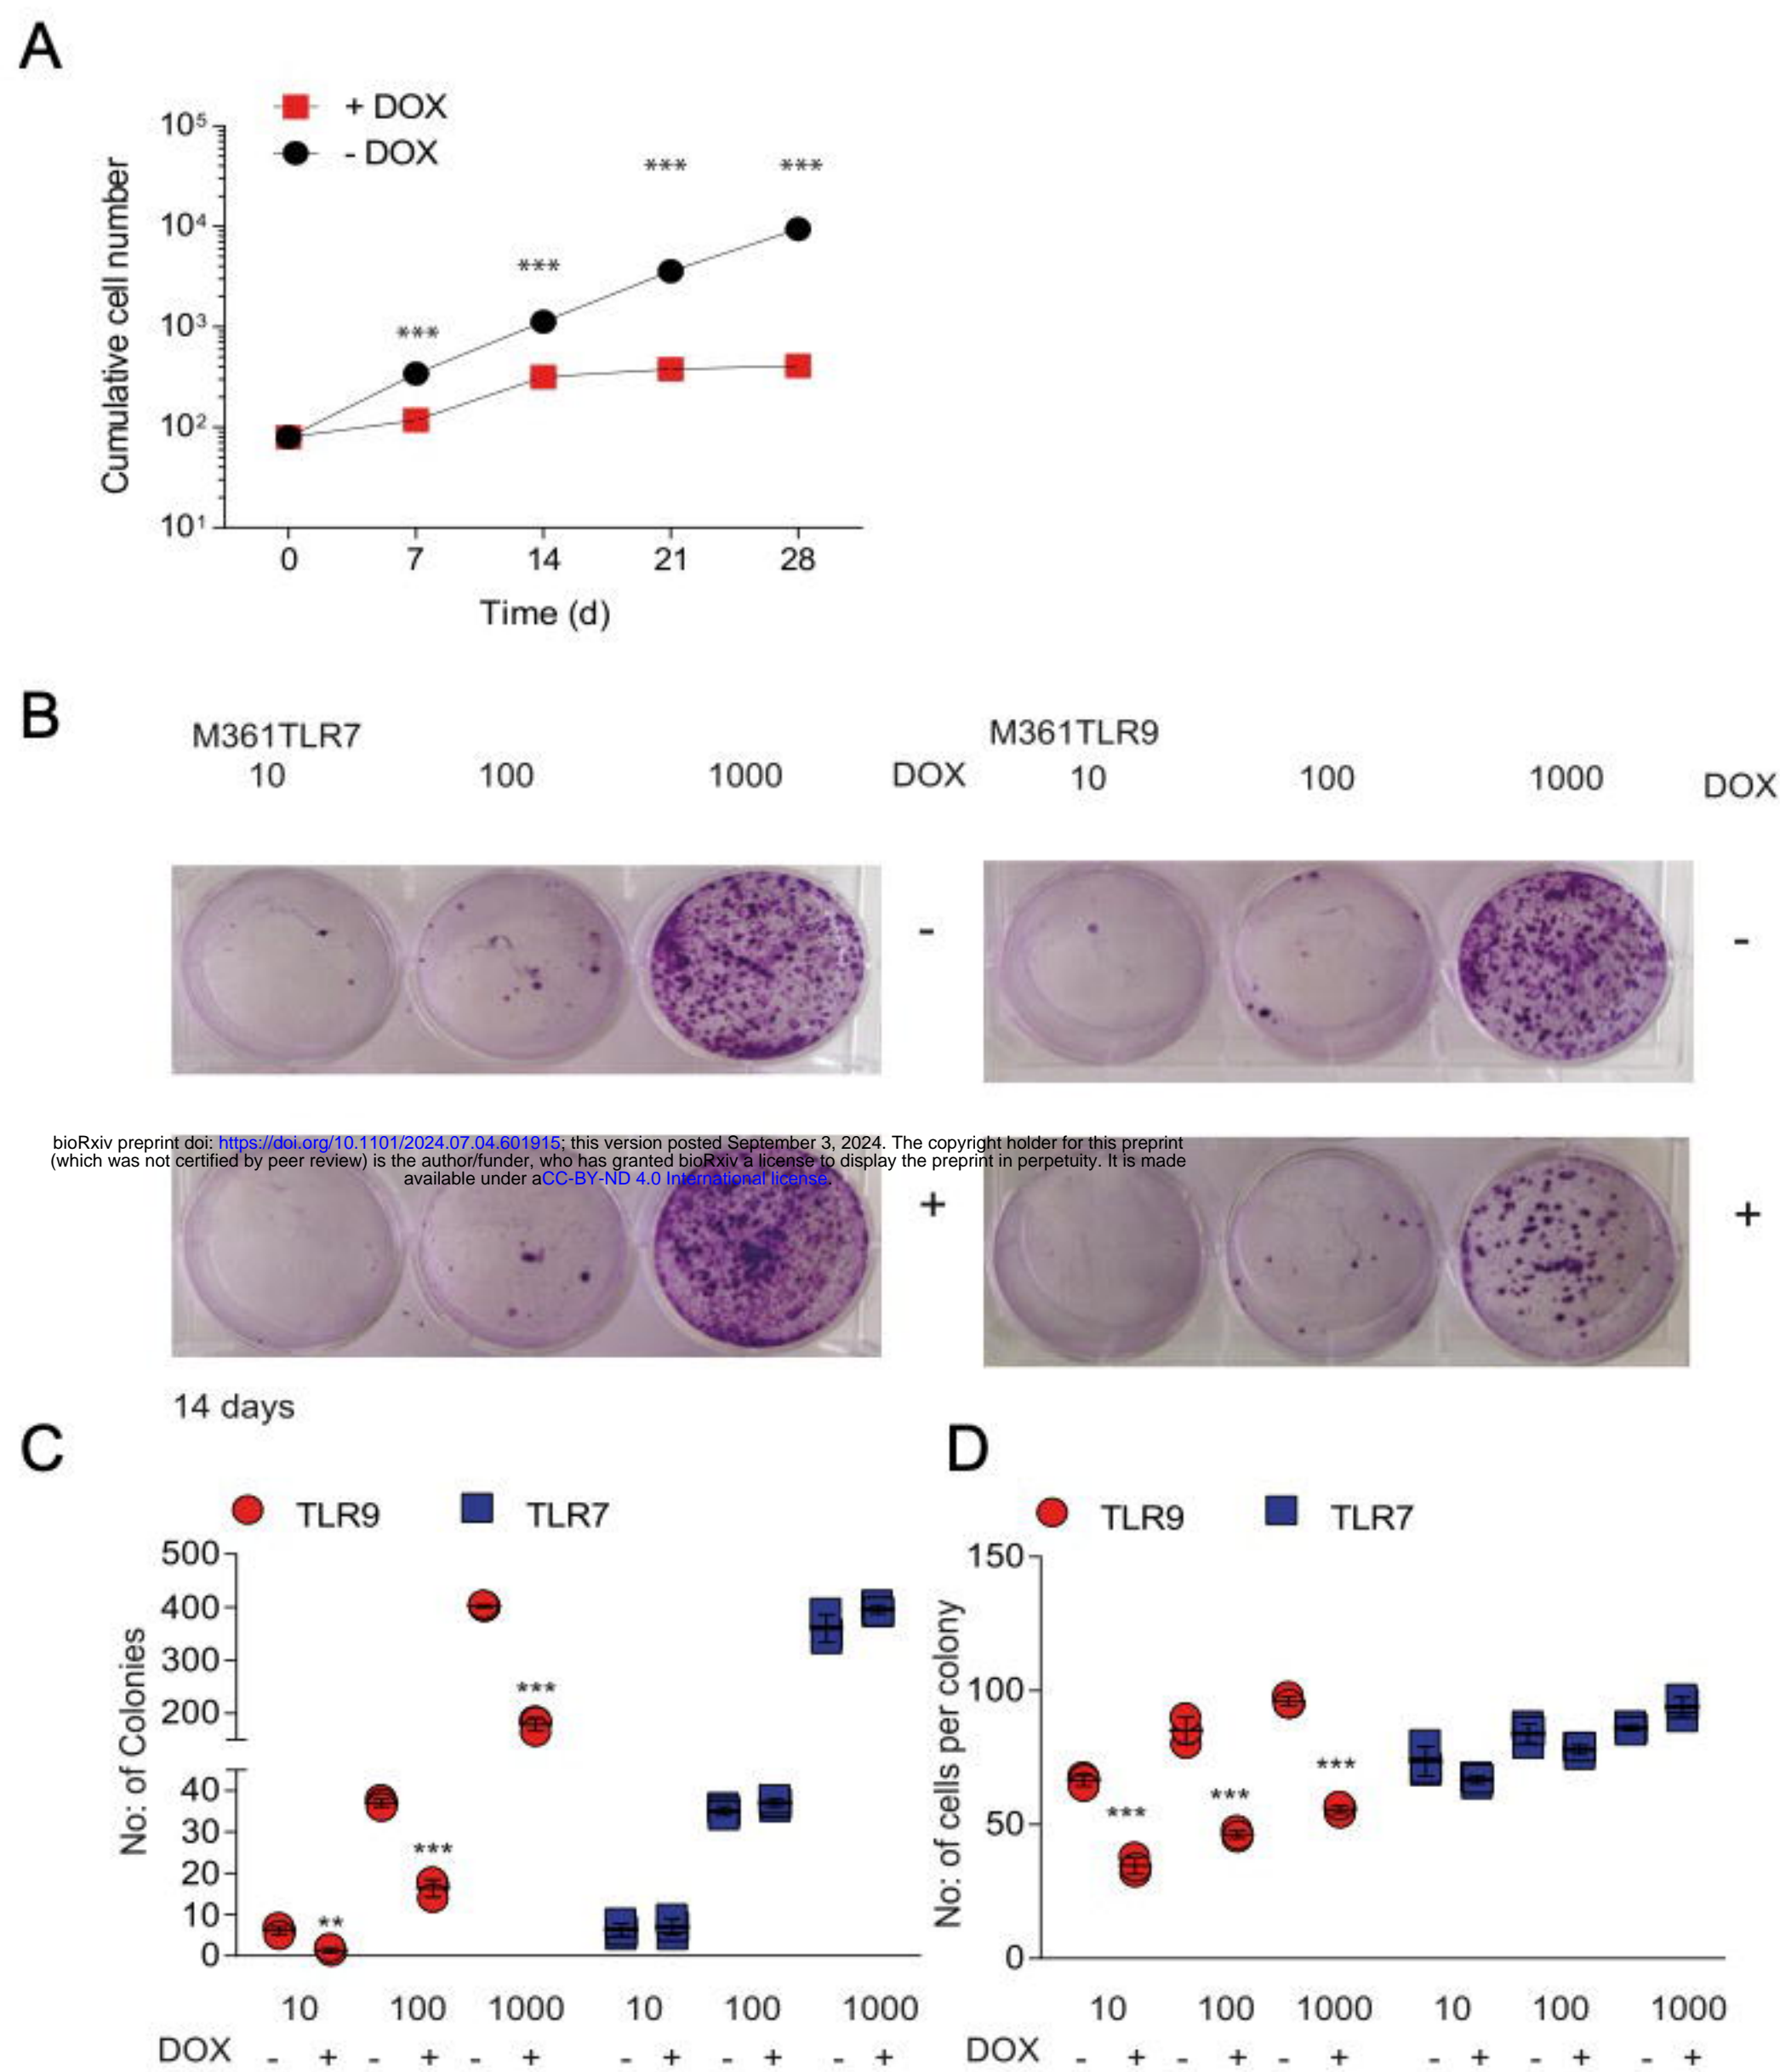 A
+ DOX
- DOX
Cumulative cell number
10⁵
10⁴
10³
10²
10¹
***
***
***
***
0 7 14 21 28
Time (d)
B
M361TLR7
10 100 1000 DOX
M361TLR9
10 100 1000 DOX
-
-
bioRxiv preprint doi: https://doi.org/10.1101/2024.07.04.601915; this version posted September 3, 2024. The copyright holder for this preprint
(which was not certified by peer review) is the author/funder, who has granted bioRxiv a license to display the preprint in perpetuity. It is made
available under aCC-BY-ND 4.0 International license.
+
+
14 days
C
TLR9 TLR7
No: of Colonies
500
400
300
200
40
30
20
10
0
**
***
***
10 100 1000 10 100 1000
DOX - + - + - + - + - + - +
D
TLR9 TLR7
No: of cells per colony
150
100
50
0
***
***
***
10 100 1000 10 100 1000
- + - + - + - + - + - +